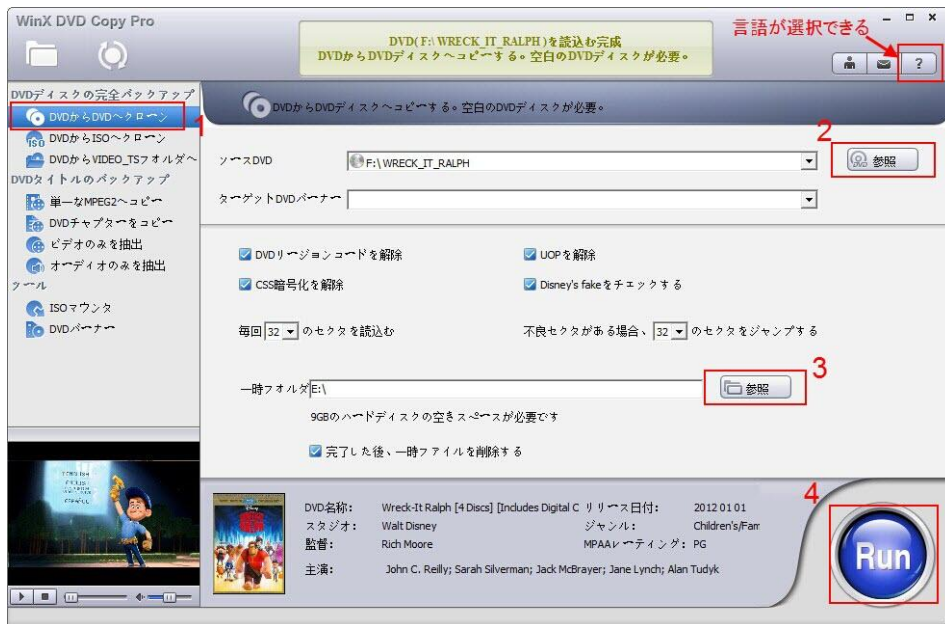 WinX DVD Copy Pro
DVD(F:\WRECK_IT_RALPH)を読込む完成
DVDからDVDディスクへコピーする。空白のDVDディスクが必要。
言語が選択できる
?
DVDディスクの完全バックアップ
DVDからDVDへクローン
1
ISO
DVDからISOへクローン
DVDからVIDEO_TSフォルダへ
DVDタイトルのバックアップ
単一なMPEG2へコピー
DVDチャプターをコピー
ビデオのみを抽出
オーディオのみを抽出
ツール
ISOマウンタ
DVDバーナー
DVDからDVDディスクへコピーする。空白のDVDディスクが必要。
2
ソースDVD
F:\WRECK_IT_RALPH
DVD
参照
ターゲットDVDバーナー
DVDリージョンコードを解除
UOPを解除
CSS暗号化を解除
Disney's fakeをチェックする
毎回 32 のセクタを読込む
不良セクタがある場合、 32 のセクタをジャンプする
3
一時フォルダ E:\
参照
9GBのハードディスクの空きスペースが必要です
完了した後、一時ファイルを削除する
4
DVD名称: Wreck-It Ralph [4 Discs] [Includes Digital C
リリース日付: 2012 01 01
スタジオ: Walt Disney
ジャンル: Children's/Fam
監督: Rich Moore
MPAAレーティング: PG
主演: John C. Reilly; Sarah Silverman; Jack McBrayer; Jane Lynch; Alan Tudyk
Run